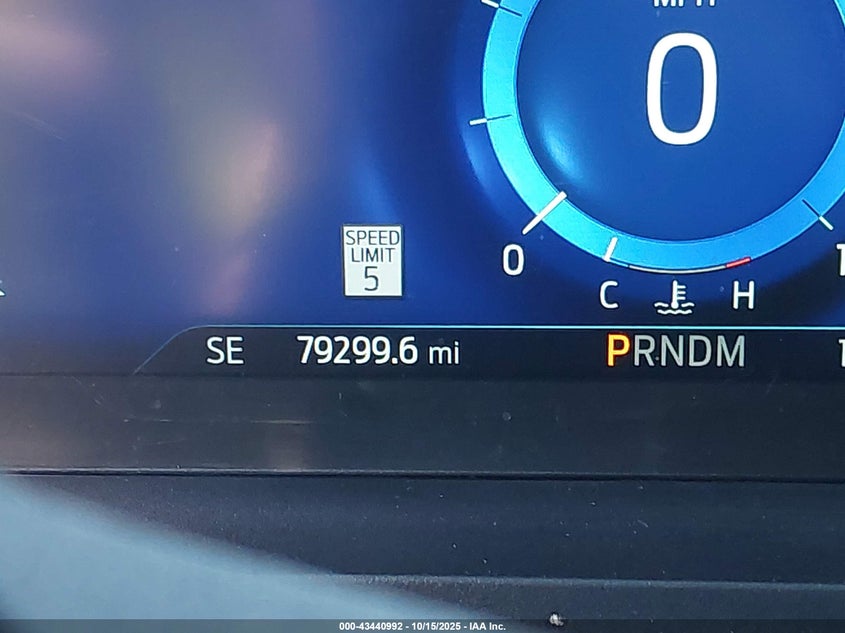 MPH
0
SPEED
LIMIT
5
0
C H
SE 79299.6 mi PRNDM
000-43440992 - 10/15/2025 - IAA Inc.